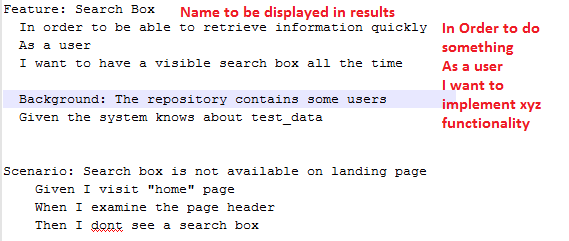 Feature: Search Box
Name to be displayed in results
In order to be able to retrieve information quickly
As a user
I want to have a visible search box all the time
In Order to do
something
As a user
I want to
implement xyz
functionality
Background: The repository contains some users
Given the system knows about test_data
Scenario: Search box is not available on landing page
Given I visit "home" page
When I examine the page header
Then I dont see a search box